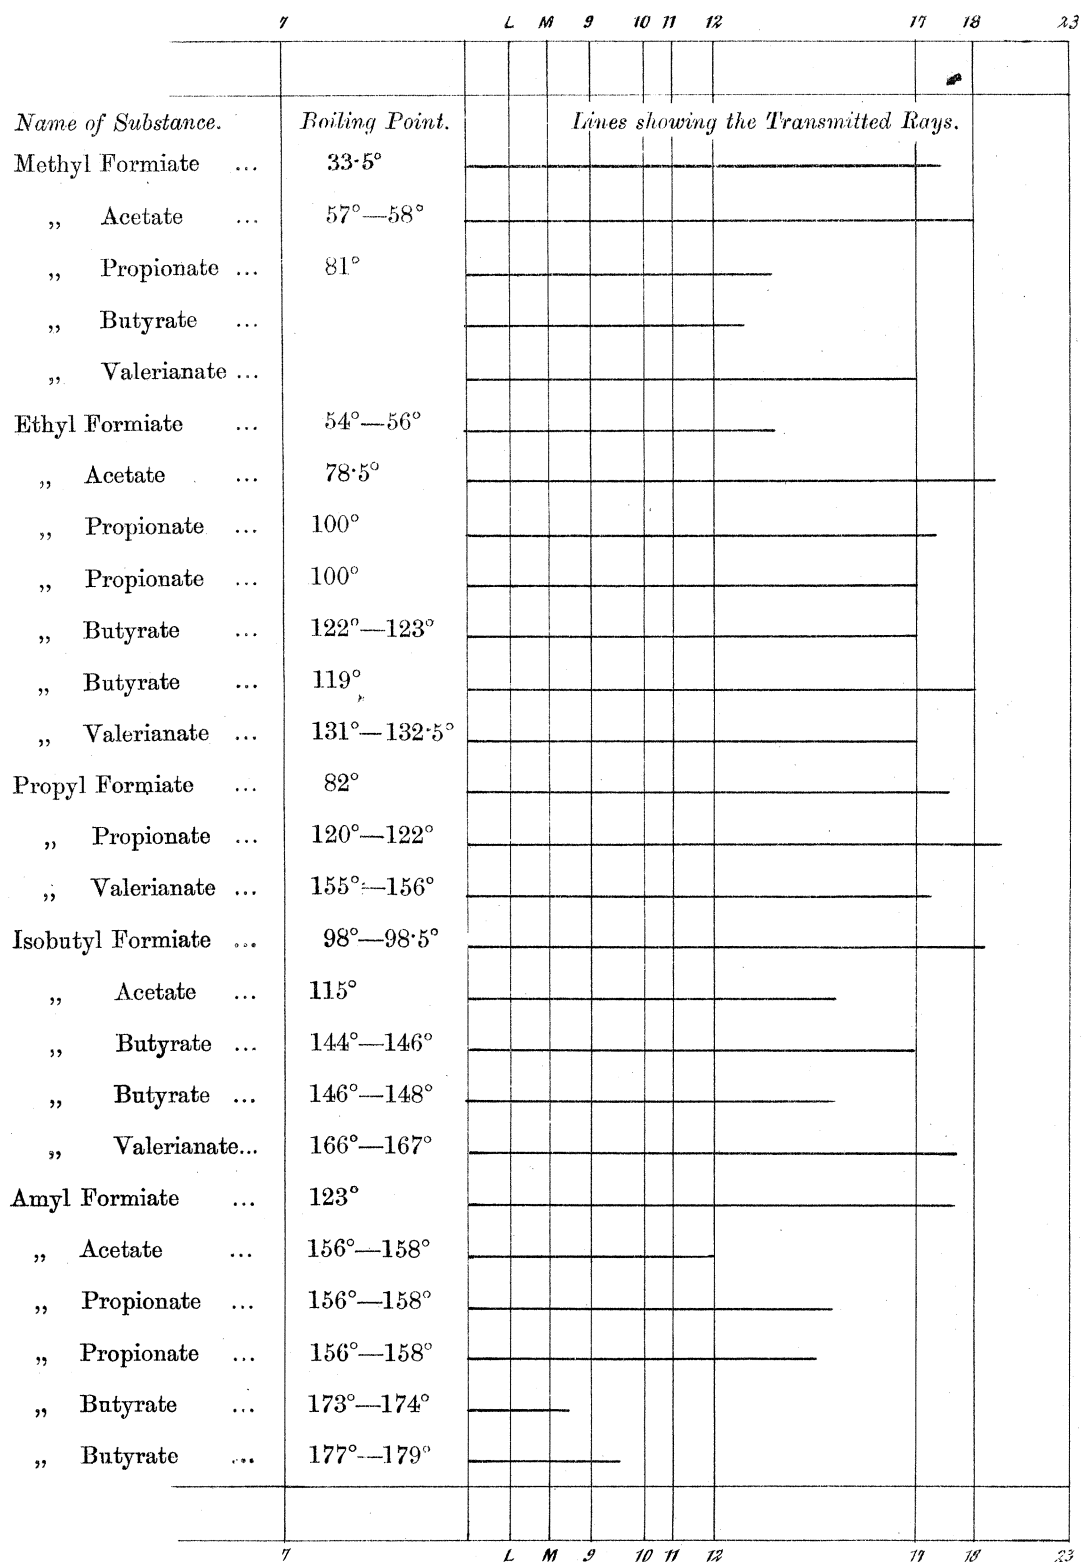 7 L M 9 10 11 12 17 18 23
Name of Substance. Boiling Point. Lines showing the Transmitted Rays.
Methyl Formiate ... 33·5°
„ Acetate ... 57°—58°
„ Propionate ... 81°
„ Butyrate ...
„ Valerianate ...
Ethyl Formiate ... 54°—56°
„ Acetate ... 78·5°
„ Propionate ... 100°
„ Propionate ... 100°
„ Butyrate ... 122°—123°
„ Butyrate ... 119°
„ Valerianate ... 131°—132·5°
Propyl Formiate ... 82°
„ Propionate ... 120°—122°
„ Valerianate ... 155°—156°
Isobutyl Formiate ... 98°—98·5°
„ Acetate ... 115°
„ Butyrate ... 144°—146°
„ Butyrate ... 146°—148°
„ Valerianate... 166°—167°
Amyl Formiate ... 123°
„ Acetate ... 156°—158°
„ Propionate ... 156°—158°
„ Propionate ... 156°—158°
„ Butyrate ... 173°—174°
„ Butyrate ... 177°—179°
7 L M 9 10 11 12 17 18 23